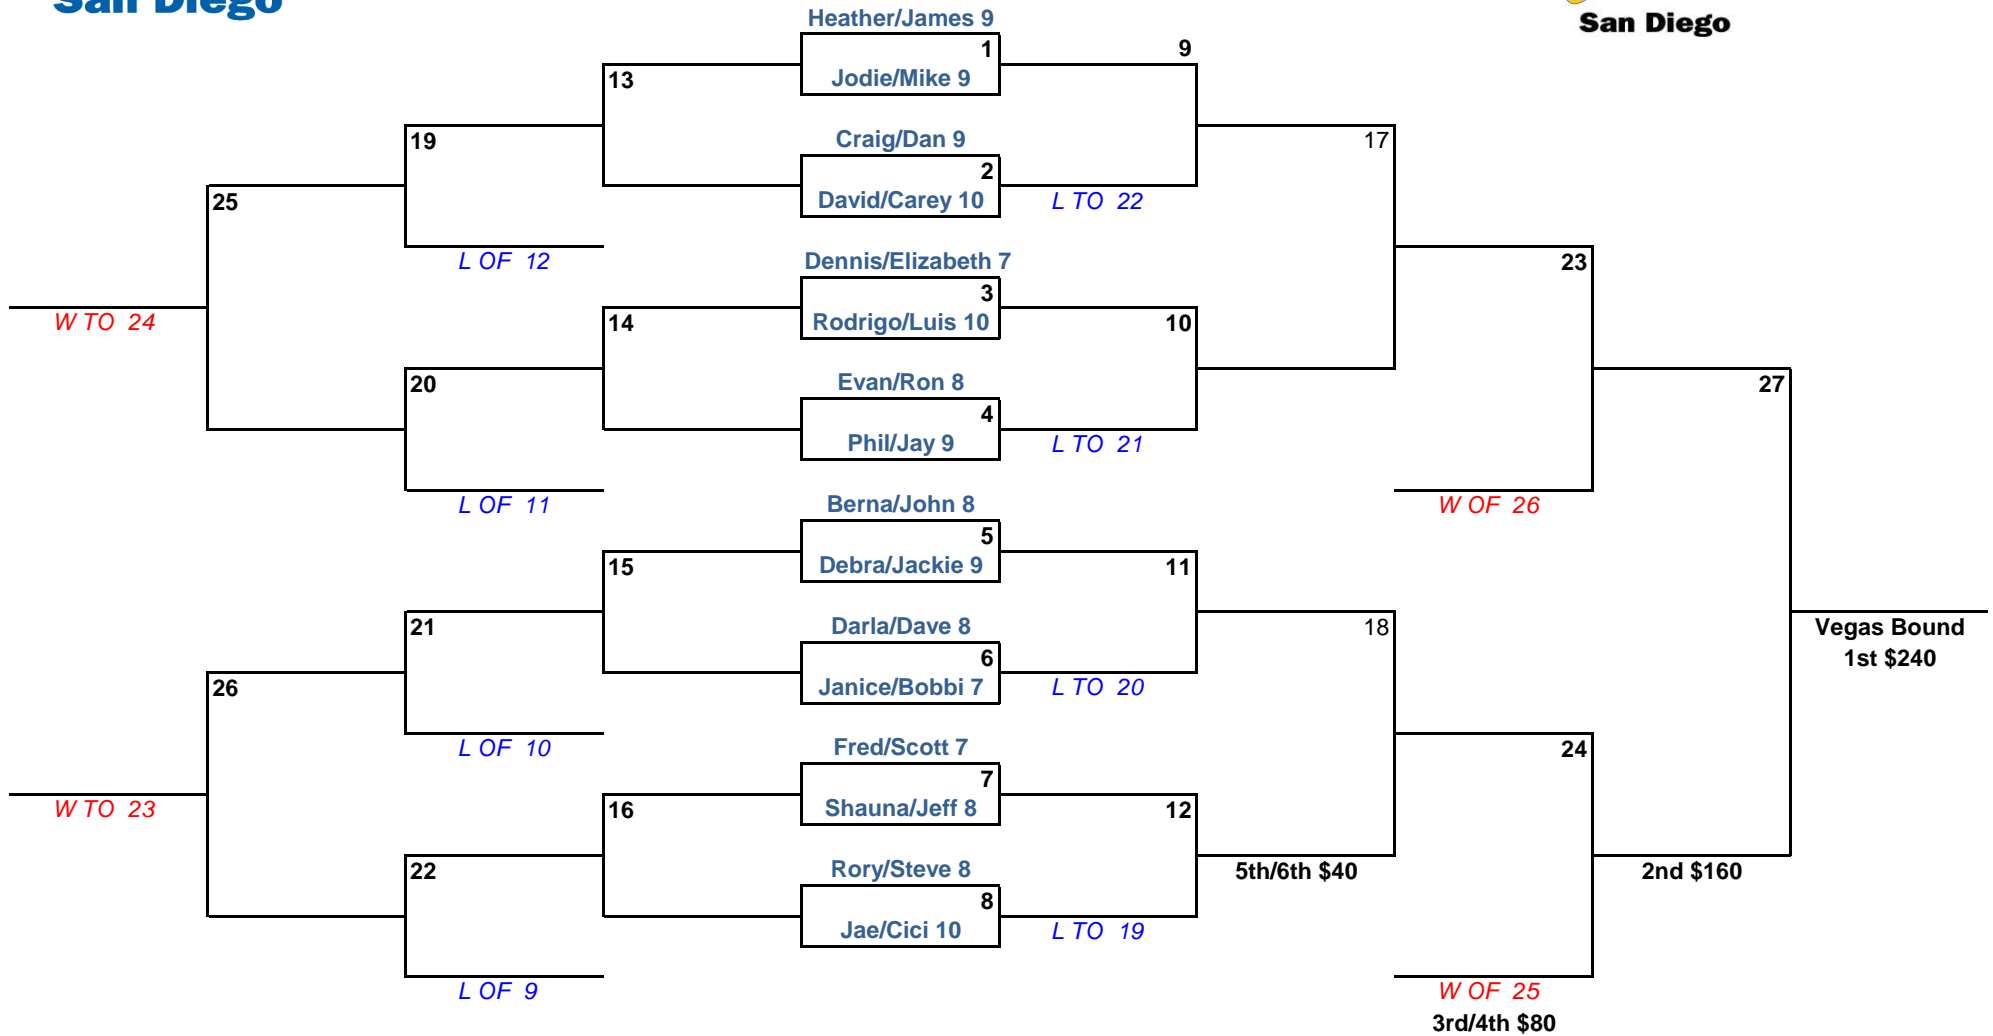 San Diego
San Diego
Heather/James 9
1
9
13
Jodie/Mike 9
Craig/Dan 9
19
17
2
25
David/Carey 10
L TO 22
L OF 12
Dennis/Elizabeth 7
23
3
W TO 24
14
Rodrigo/Luis 10
10
20
Evan/Ron 8
27
4
Phil/Jay 9
L TO 21
L OF 11
Berna/John 8
W OF 26
5
15
Debra/Jackie 9
11
21
Darla/Dave 8
18
Vegas Bound
6
1st $240
26
Janice/Bobbi 7
L TO 20
L OF 10
Fred/Scott 7
24
7
W TO 23
16
Shauna/Jeff 8
12
22
Rory/Steve 8
5th/6th $40
2nd $160
8
Jae/Cici 10
L TO 19
L OF 9
W OF 25
3rd/4th $80